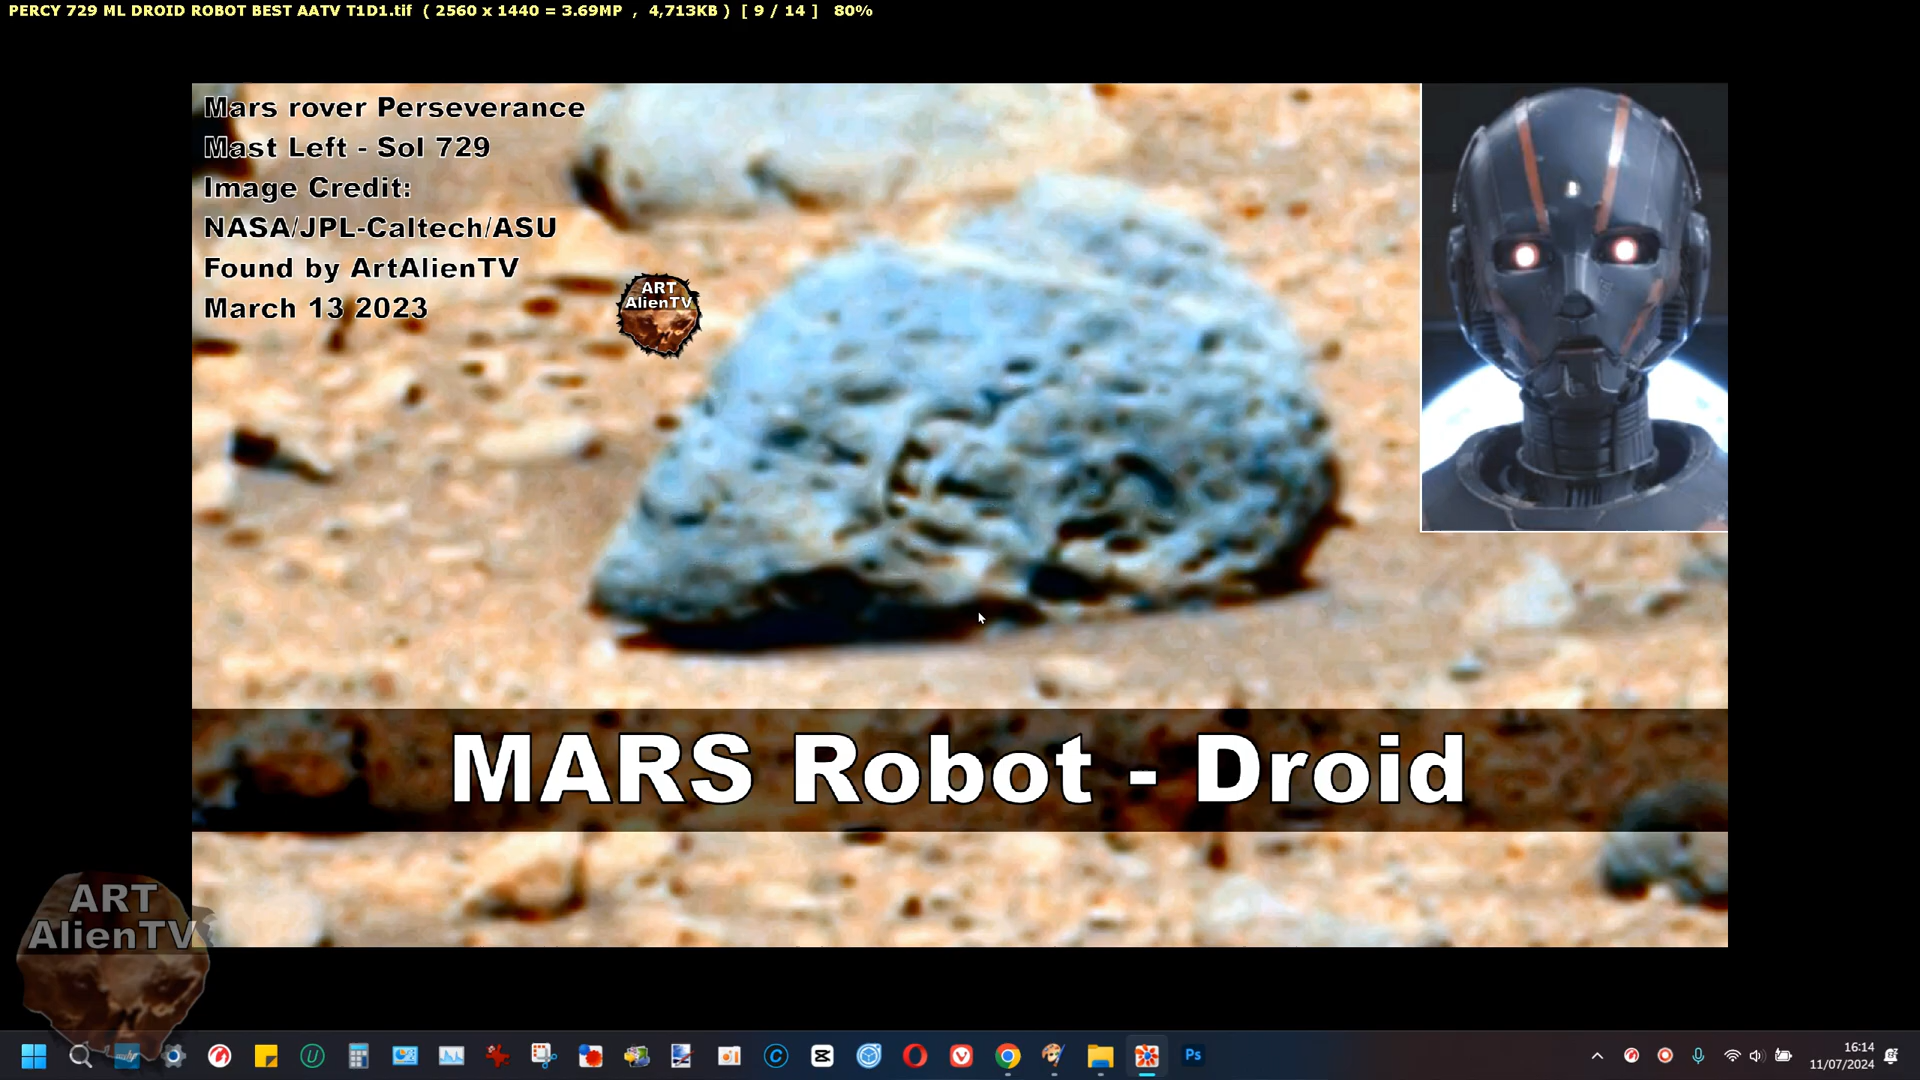 PERCY 729 ML DROID ROBOT BEST AATV T1D1.tif ( 2560 x 1440 = 3.69MP , 4,713KB ) [ 9 / 14 ] 80%
Mars rover Perseverance
Mast Left - Sol 729
Image Credit:
NASA/JPL-Caltech/ASU
Found by ArtAlienTV
March 13 2023
ART
AlienTV
MARS Robot - Droid
ART
AlienTV
Ps
16:14
11/07/2024